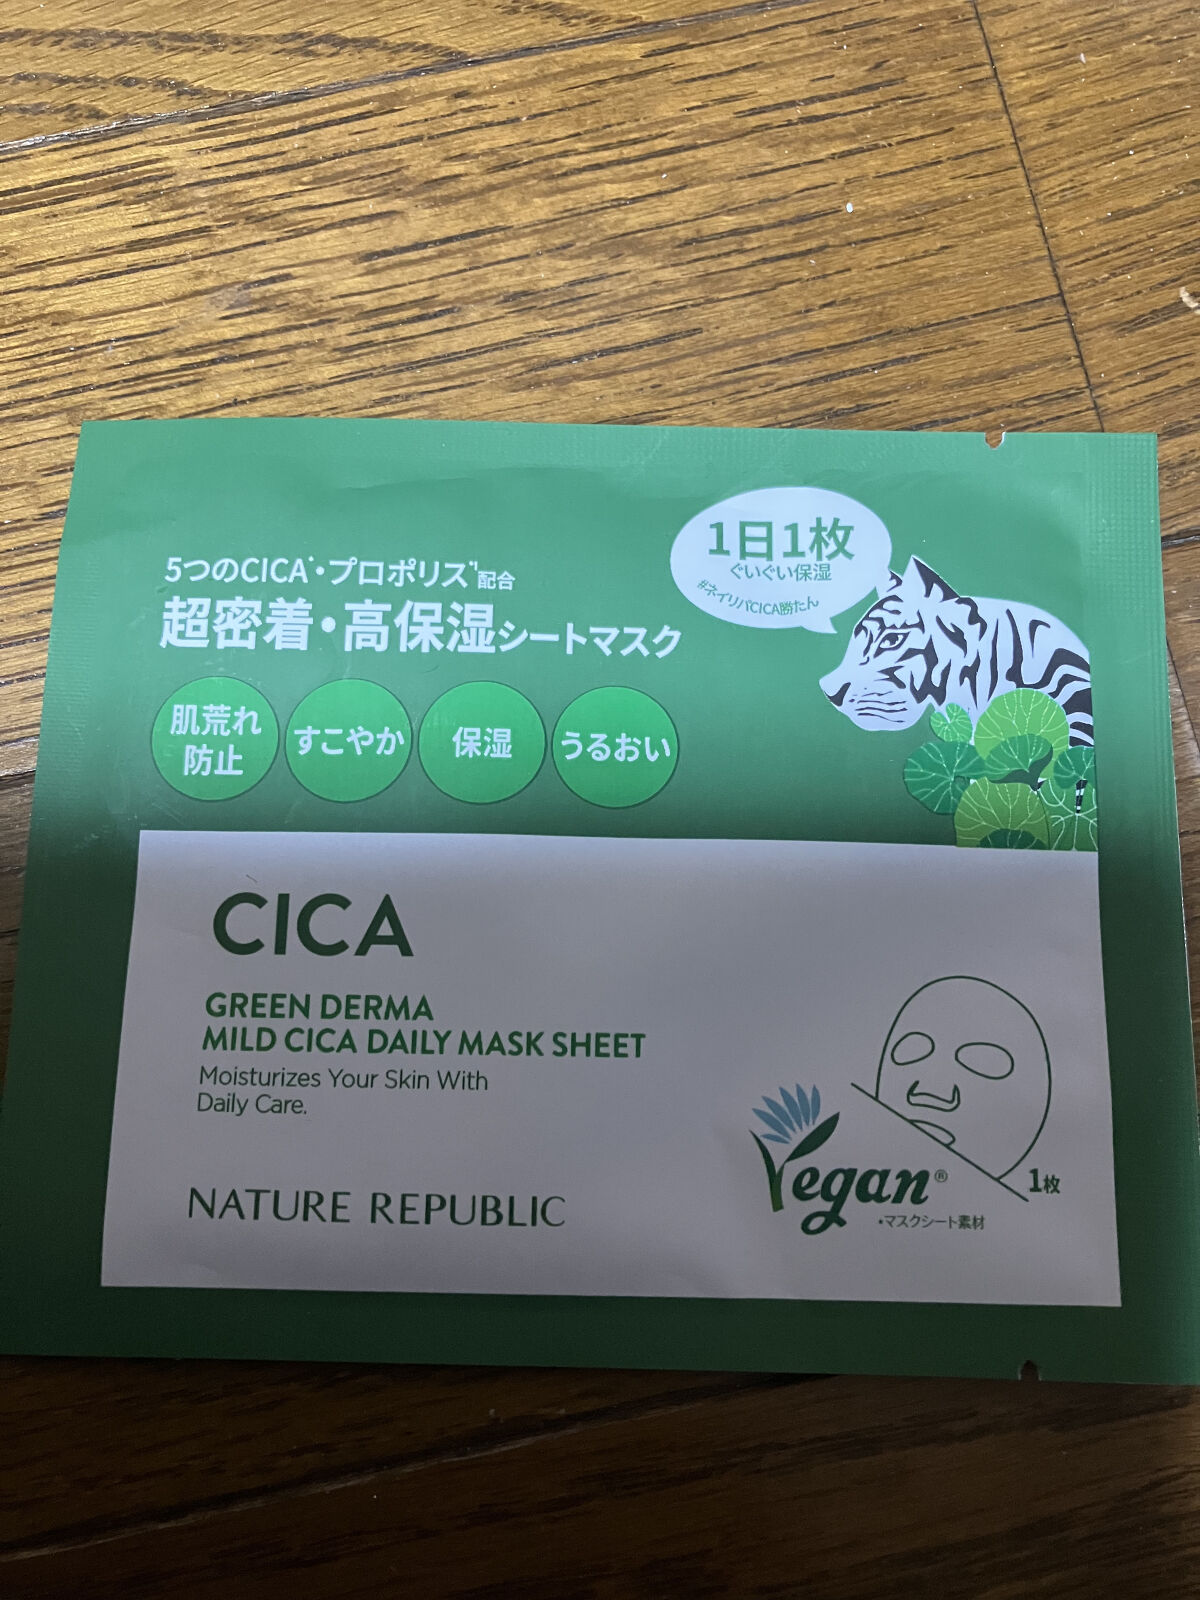 1日1枚
ぐいぐい保湿
#ネイリパCICA勝たん
5つのCICA*・プロポリス*1配合
超密着・高保湿シートマスク
肌荒れ
防止
すこやか
保湿
うるおい
CICA
GREEN DERMA
MILD CICA DAILY MASK SHEET
Moisturizes Your Skin With
Daily Care.
NATURE REPUBLIC
Vegan®
•マスクシート素材
1枚